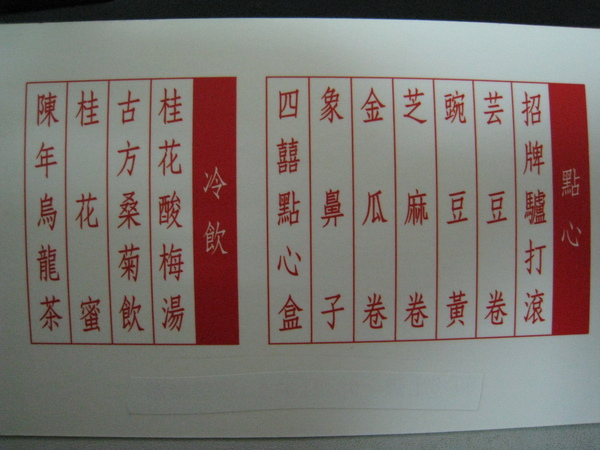 點心
招牌驢打滾
芸豆卷
豌豆黃
芝麻卷
金瓜卷
象鼻子
四囍點心盒
冷飲
桂花酸梅湯
古方桑菊飲
桂花蜜
陳年烏龍茶